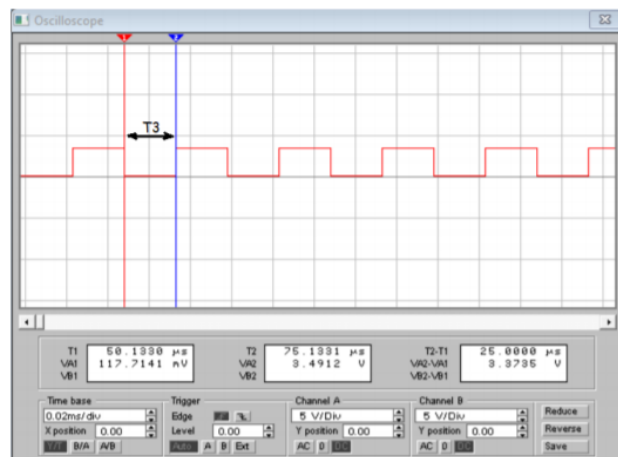 Oscilloscope
1 2
T3
T1 50.1330 µs T2 75.1331 µs T2-T1 25.0000 µs
VA1 117.7141 mV VA2 3.4912 V VA2-VA1 3.3735 V
VB1 VB2 VB2-VB1
Time base Trigger Channel A Channel B
0.02ms/div Edge 5 V/Div 5 V/Div Reduce
X position 0.00 Level 0.00 Y position 0.00 Y position 0.00 Reverse
Y/T B/A A/B Auto A B Ext AC 0 DC AC 0 DC Save